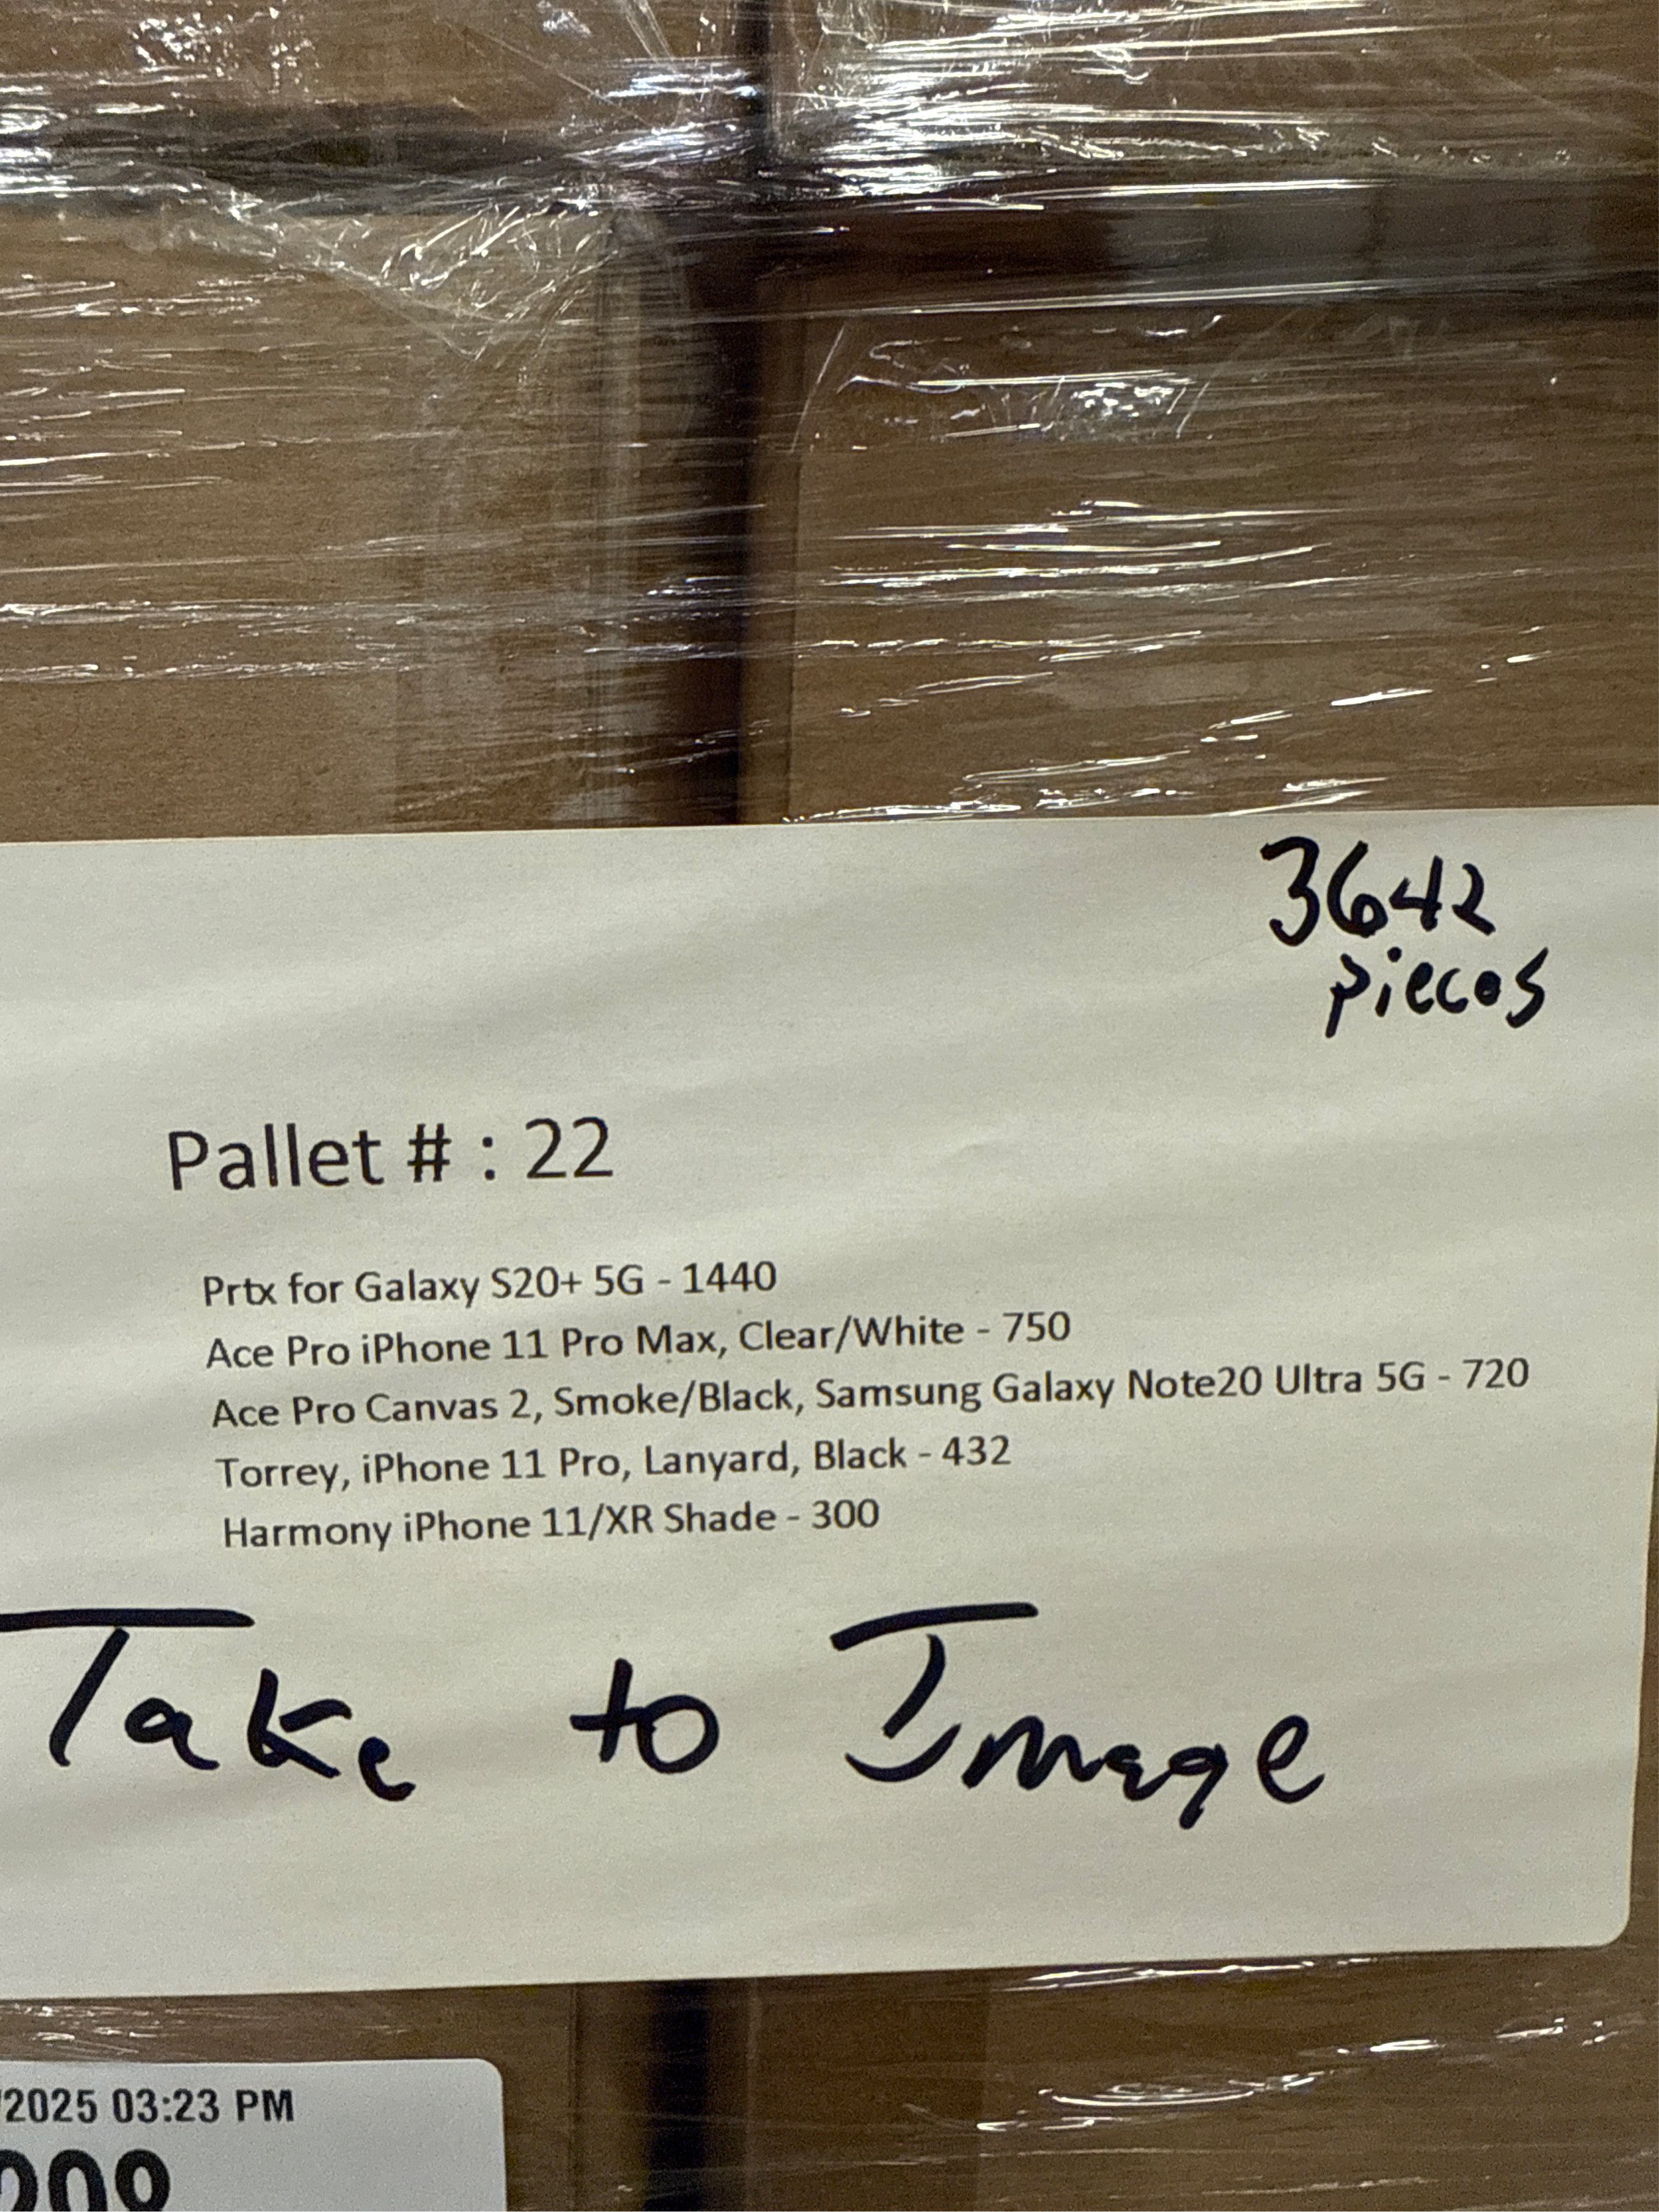 3642
pieces
Pallet # : 22
Prtx for Galaxy S20+ 5G - 1440
Ace Pro iPhone 11 Pro Max, Clear/White - 750
Ace Pro Canvas 2, Smoke/Black, Samsung Galaxy Note20 Ultra 5G - 720
Torrey, iPhone 11 Pro, Lanyard, Black - 432
Harmony iPhone 11/XR Shade - 300
Take to Image
/2025 03:23 PM